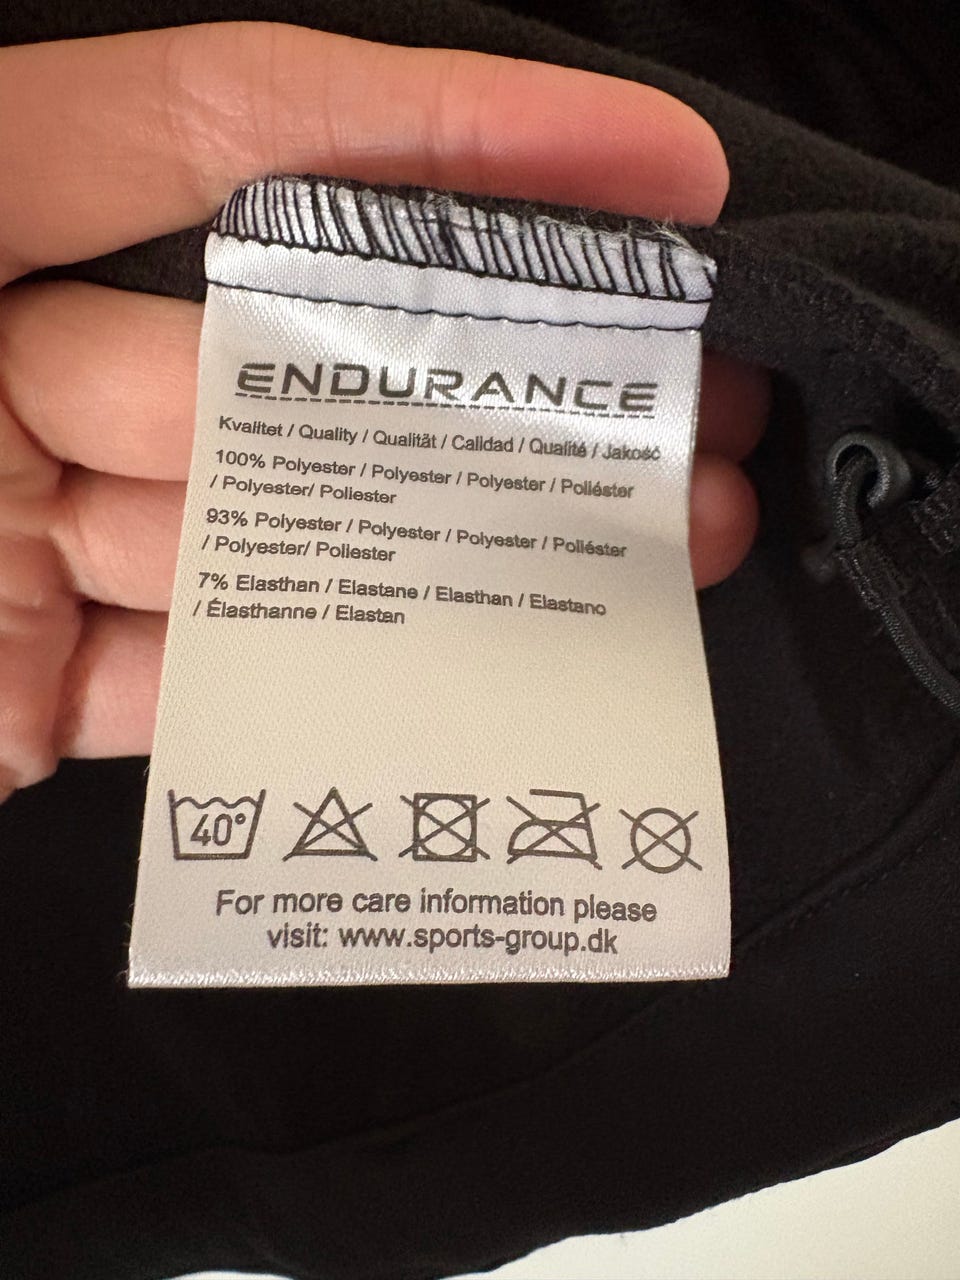 ENDURANCE
Kvalitet / Quality / Qualität / Calidad / Qualité / Jakość
100% Polyester / Polyester / Polyester / Poliéster
/ Polyester/ Poliester
93% Polyester / Polyester / Polyester / Poliéster
/ Polyester/ Poliester
7% Elasthan / Elastane / Elasthan / Elastano
/ Élasthanne / Elastan
40°
For more care information please
visit: www.sports-group.dk